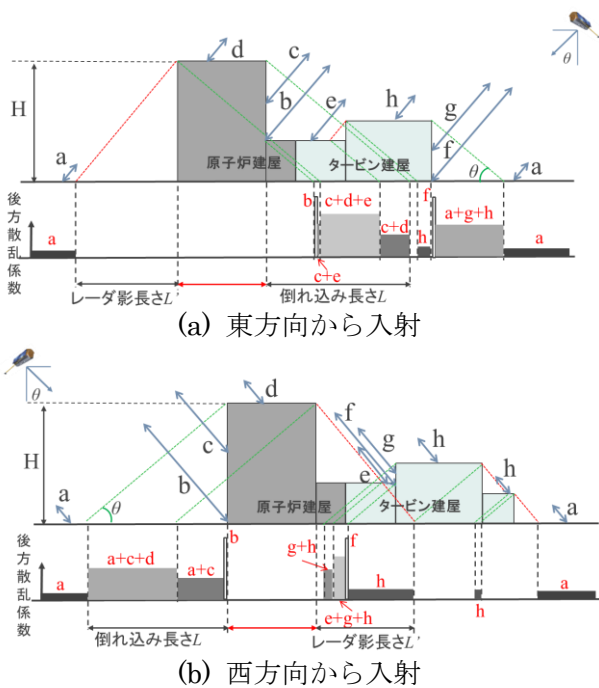 d
c
b
e
h
g
f
θ
H
a
θ
a
原子炉建屋
タービン建屋
後方散乱係数
a
b
c+d+e
c+d
f
h
a+g+h
a
c+e
レーダ影長さL'
倒れ込み長さL
(a) 東方向から入射
θ
d
f
c
g
h
H
b
e
h
a
θ
a
原子炉建屋
タービン建屋
後方散乱係数
a
a+c+d
a+c
b
g+h
f
h
a
e+g+h
h
倒れ込み長さL
レーダ影長さL'
(b) 西方向から入射